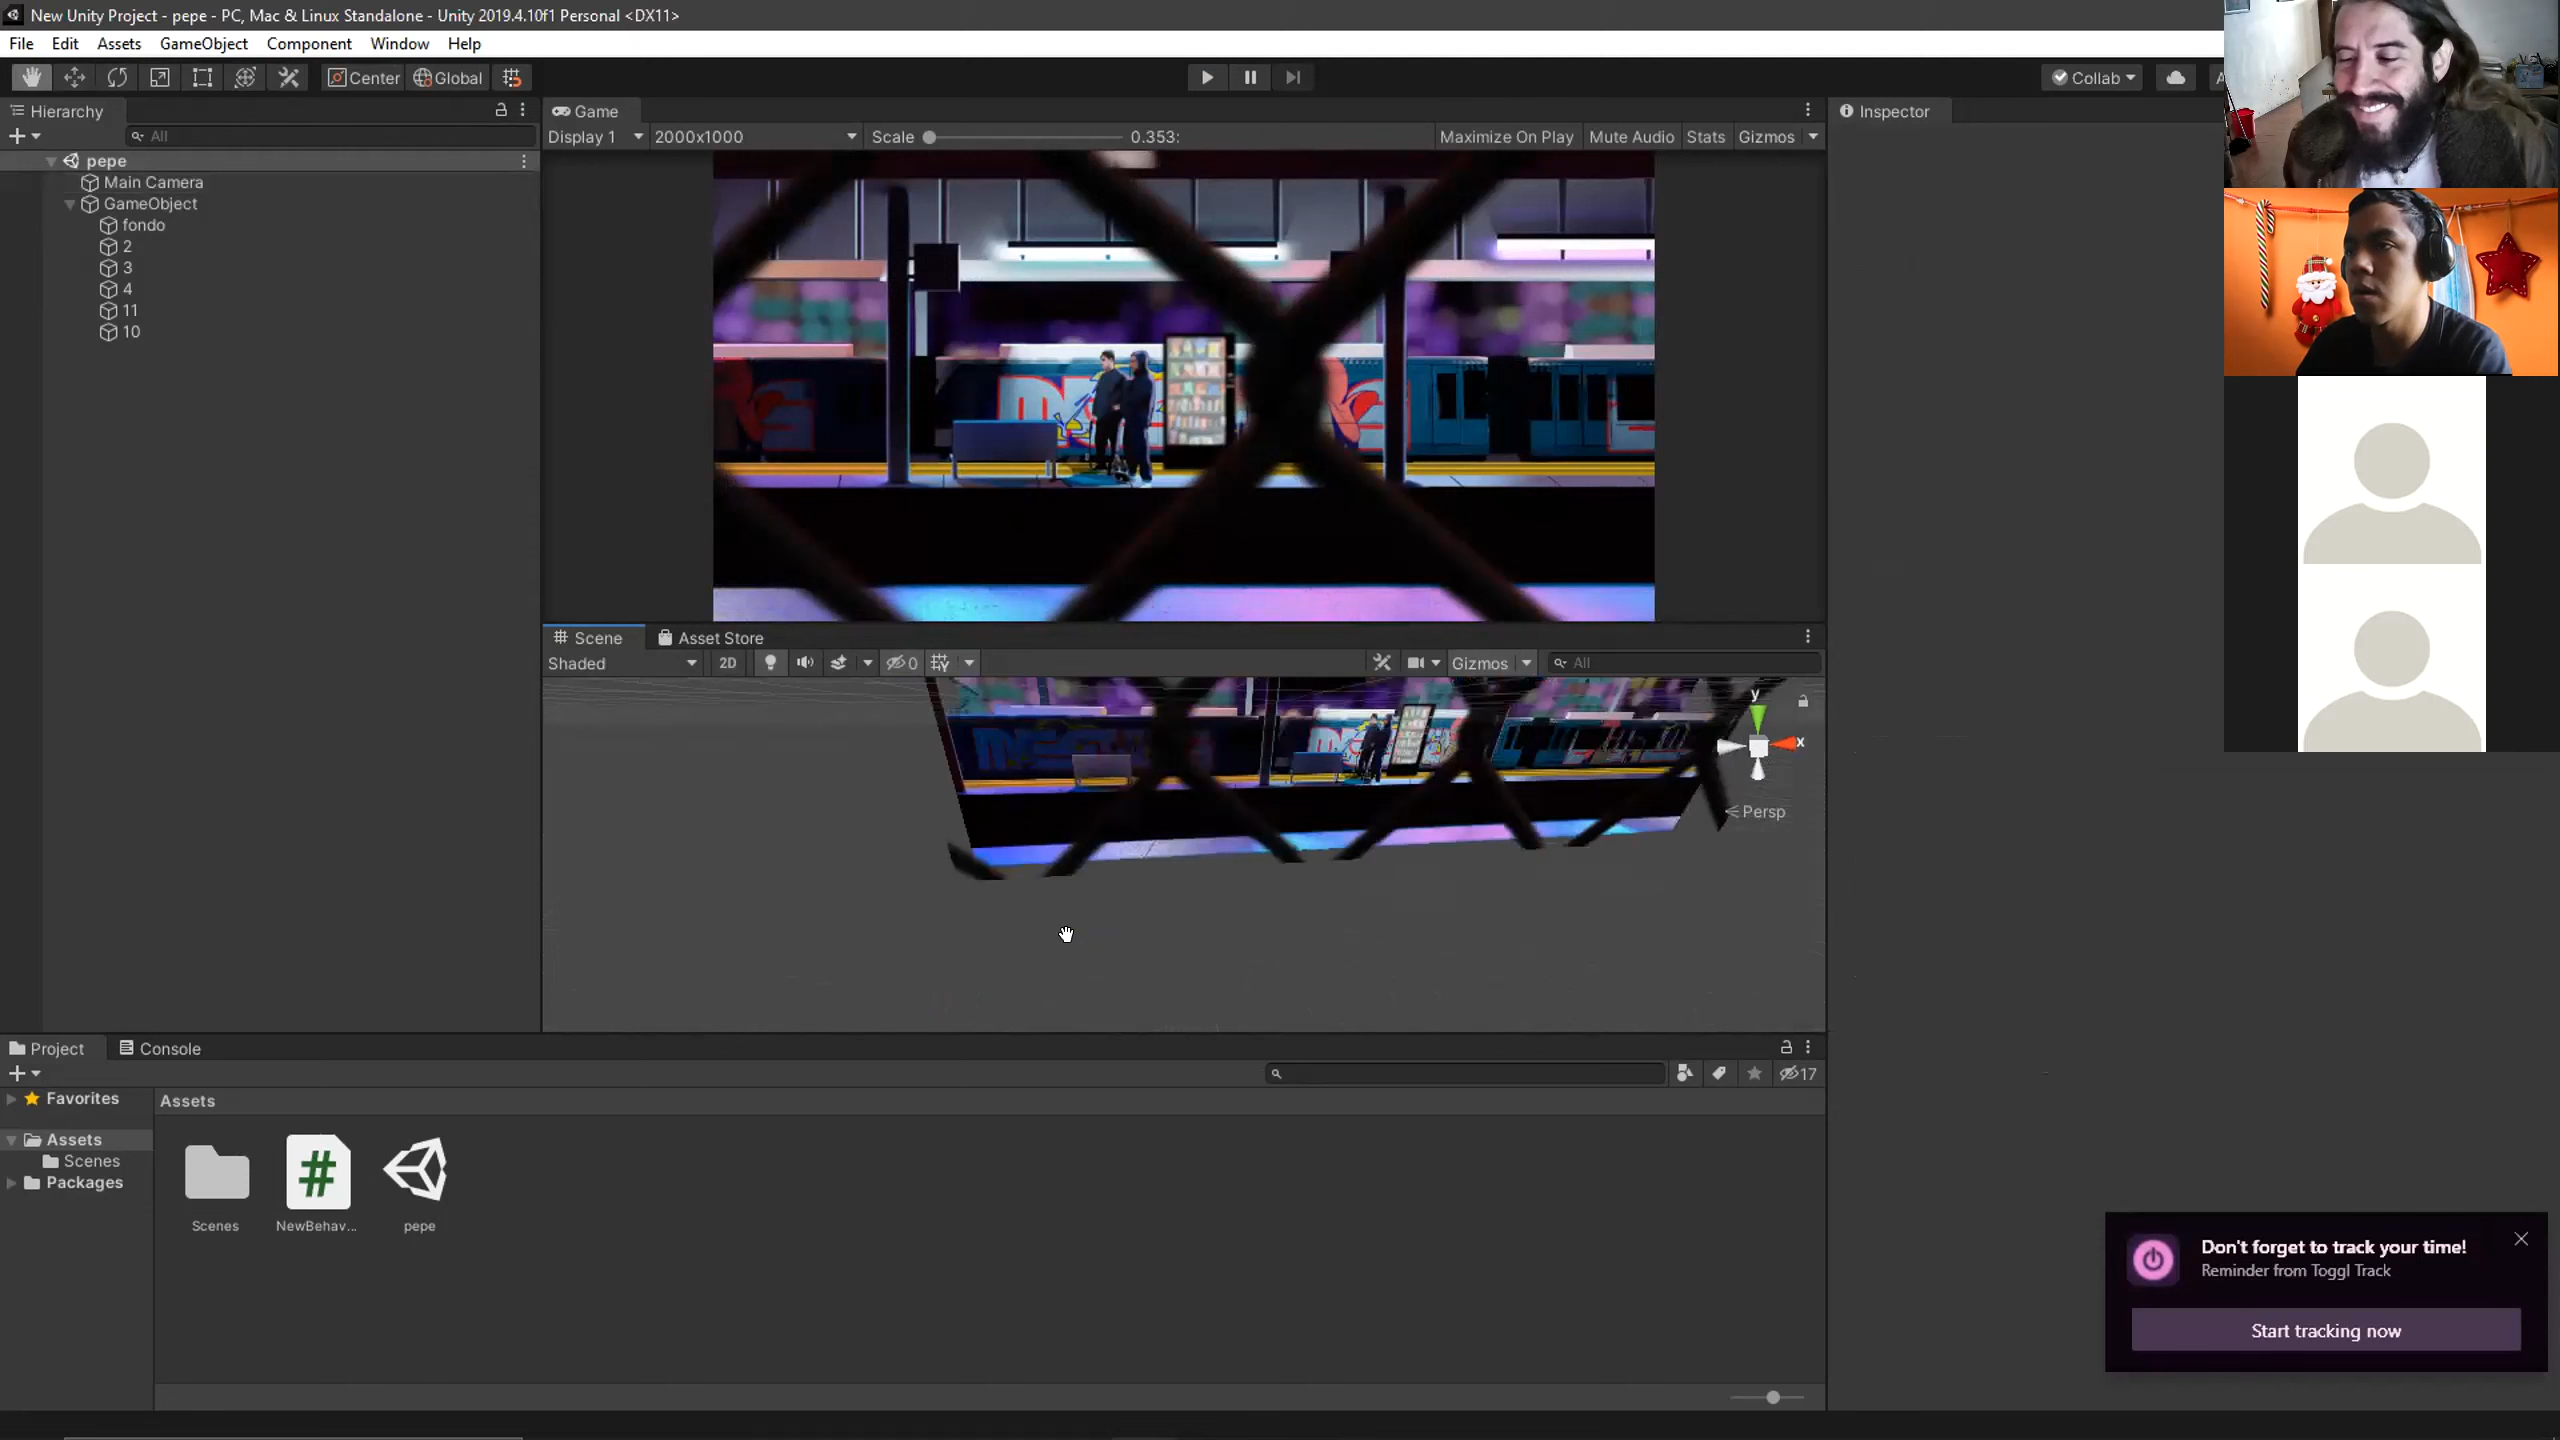 New Unity Project - pepe - PC, Mac & Linux Standalone - Unity 2019.4.10f1 Personal <DX11>
File Edit Assets GameObject Component Window Help
Center Global Collab
Hierarchy
All
pepe
Main Camera
GameObject
fondo
2
3
4
11
10
Game
Display 1 2000x1000 Scale 0.353: Maximize On Play Mute Audio Stats Gizmos
Inspector
Scene Asset Store
Shaded 2D 0 Gizmos All
y
x
Persp
Project Console
17
Favorites
Assets
Scenes
Packages
Assets
Scenes NewBehav... pepe
Don't forget to track your time!
Reminder from Toggl Track
Start tracking now